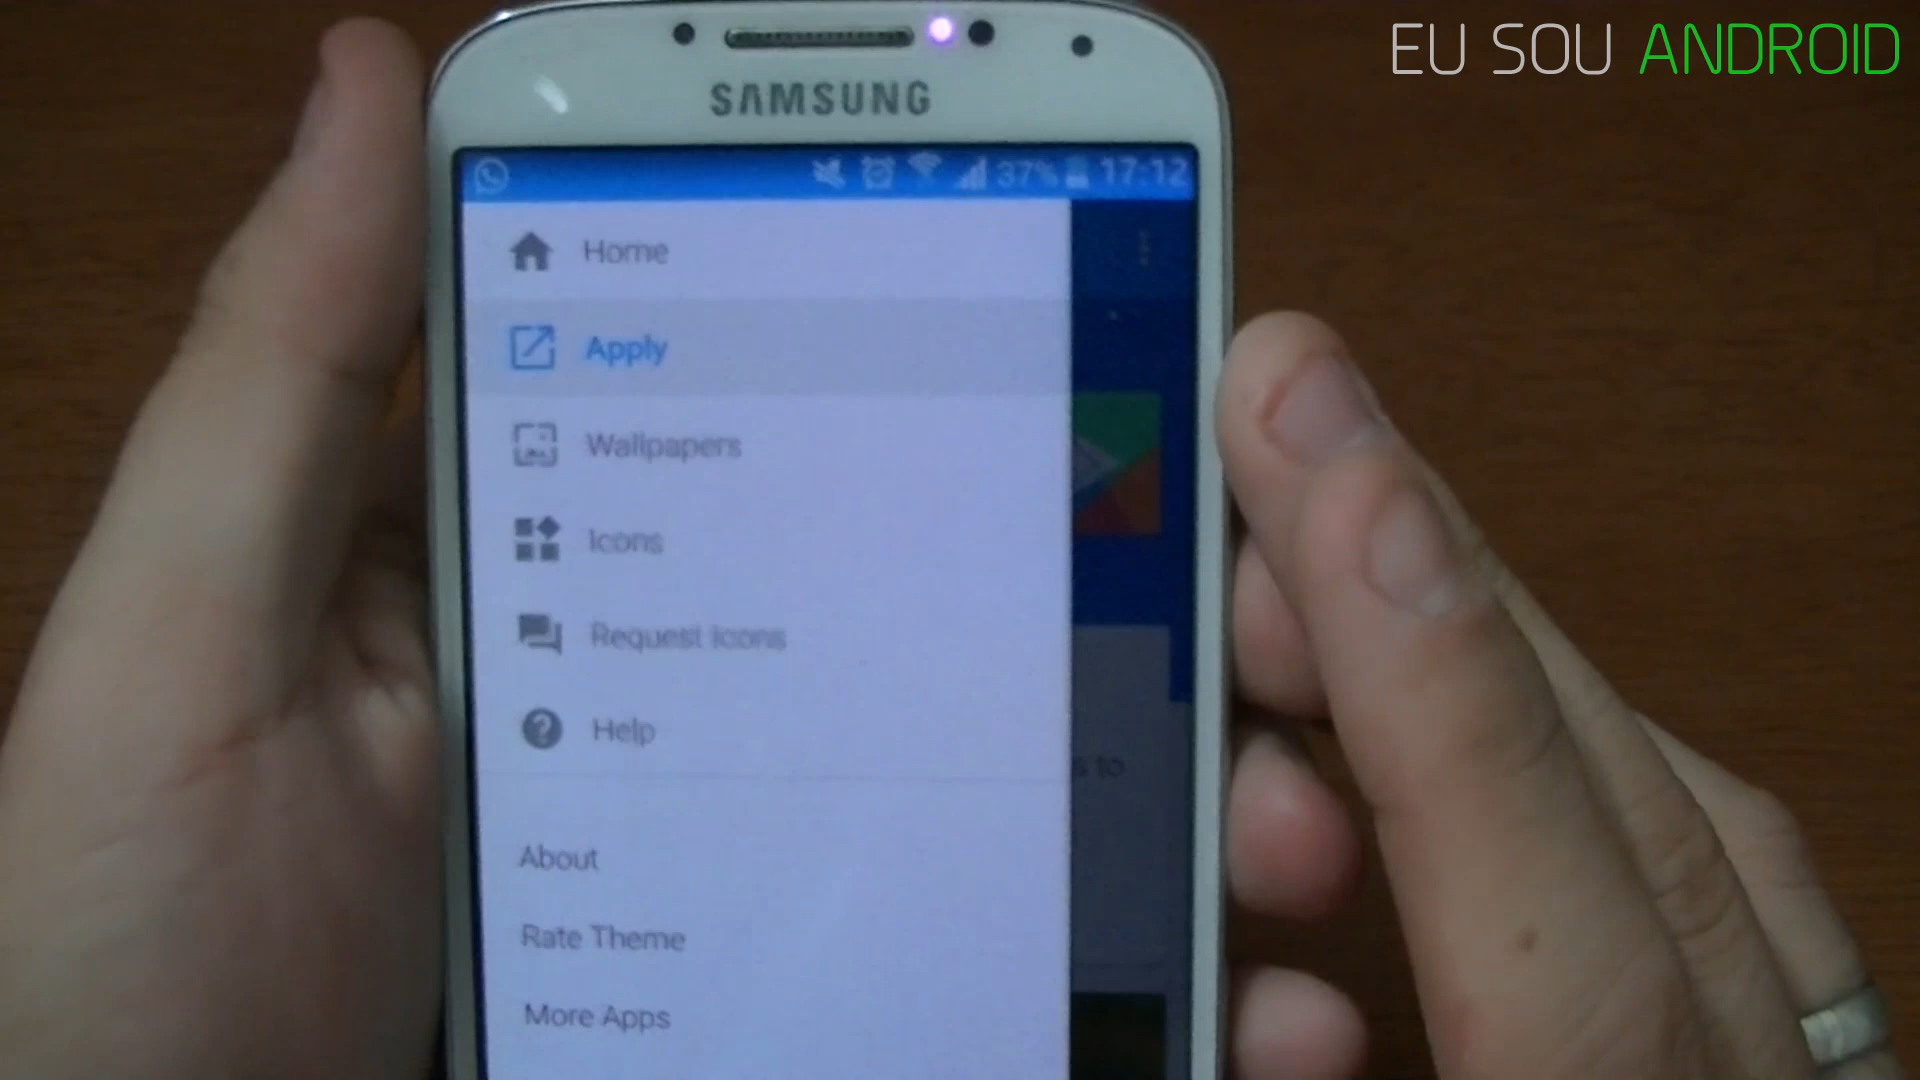 EU SOU ANDROID
SAMSUNG
37% 17:12
Home
Apply
Wallpapers
Icons
Request Icons
Help
s to
About
Rate Theme
More Apps